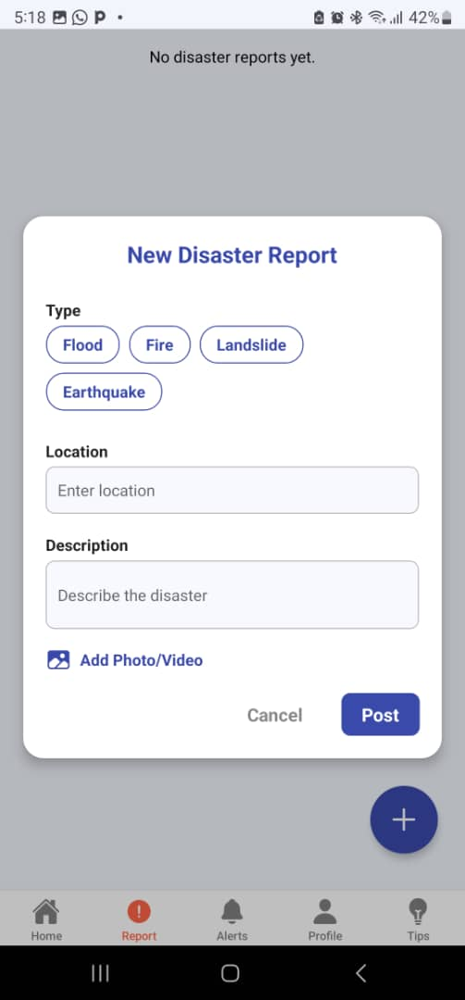 5:18 42%
No disaster reports yet.
New Disaster Report
Type
Flood Fire Landslide
Earthquake
Location
Enter location
Description
Describe the disaster
Add Photo/Video
Cancel Post
Home Report Alerts Profile Tips